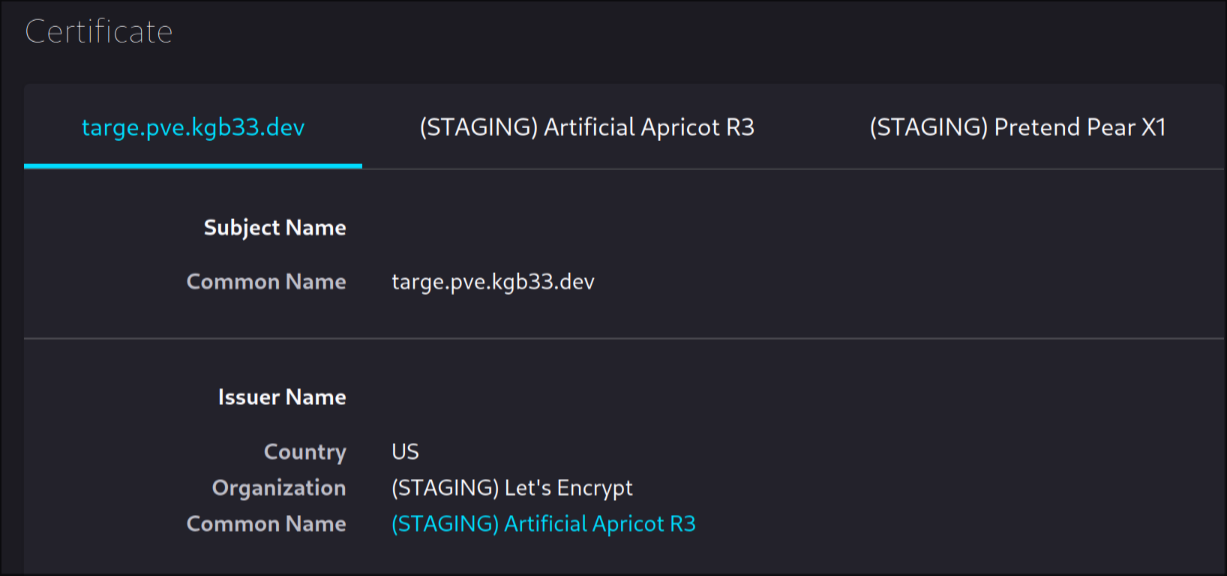 Certificate
targe.pve.kgb33.dev (STAGING) Artificial Apricot R3 (STAGING) Pretend Pear X1
Subject Name
Common Name targe.pve.kgb33.dev
Issuer Name
Country US
Organization (STAGING) Let's Encrypt
Common Name (STAGING) Artificial Apricot R3